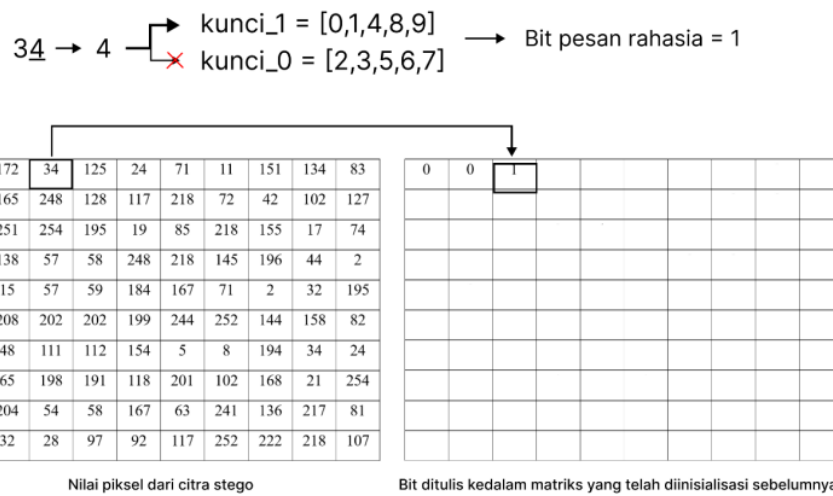 34 → 4
kunci_1 = [0,1,4,8,9]
kunci_0 = [2,3,5,6,7]
Bit pesan rahasia = 1
172 34 125 24 71 11 151 134 83
165 248 128 117 218 72 42 102 127
251 254 195 19 85 218 155 17 74
138 57 58 248 218 145 196 44 2
15 57 59 184 167 71 2 32 195
208 202 202 199 244 252 144 158 82
48 111 112 154 5 8 194 34 24
65 198 191 118 201 102 168 21 254
204 54 58 167 63 241 136 217 81
32 28 97 92 117 252 222 218 107
0 0 1
Nilai piksel dari citra stego
Bit ditulis kedalam matriks yang telah diinisialisasi sebelumnya